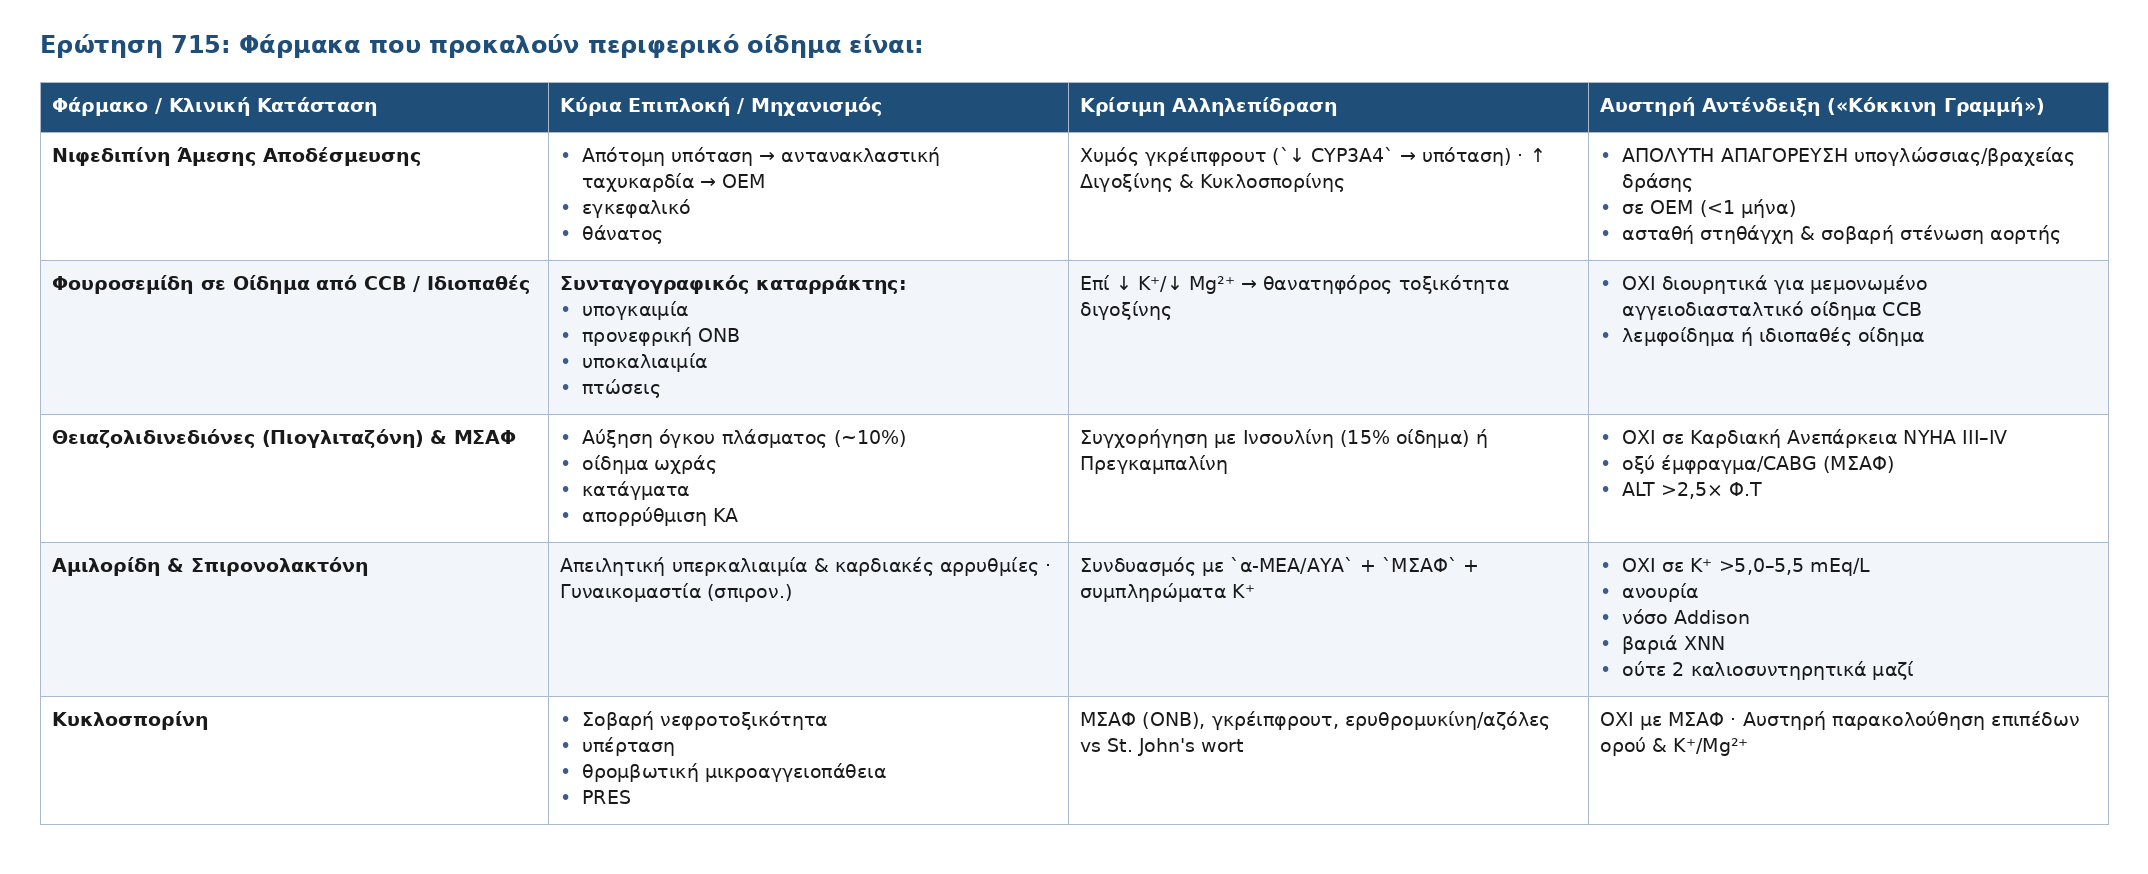 Ερώτηση 715: Φάρμακα που προκαλούν περιφερικό οίδημα είναι:
Φάρμακο / Κλινική Κατάσταση
Κύρια Επιπλοκή / Μηχανισμός
Κρίσιμη Αλληλεπίδραση
Αυστηρή Αντένδειξη («Κόκκινη Γραμμή»)
Νιφεδιπίνη Άμεσης Αποδέσμευσης
• Απότομη υπόταση → αντανακλαστική
ταχυκαρδία → ΟΕΜ
• εγκεφαλικό
• θάνατος
Χυμός γκρέιπφρουτ (`↓ CYP3A4` → υπόταση) · ↑
Διγοξίνης & Κυκλοσπορίνης
• ΑΠΟΛΥΤΗ ΑΠΑΓΟΡΕΥΣΗ υπογλώσσιας/βραχείας
δράσης
• σε ΟΕΜ (<1 μήνα)
• ασταθή στηθάγχη & σοβαρή στένωση αορτής
Φουροσεμίδη σε Οίδημα από CCB / Ιδιοπαθές
Συνταγογραφικός καταρράκτης:
• υπογκαιμία
• προνεφρική ΟΝΒ
• υποκαλιαιμία
• πτώσεις
Επί ↓ K⁺/↓ Mg²⁺ → θανατηφόρος τοξικότητα
διγοξίνης
• ΟΧΙ διουρητικά για μεμονωμένο
αγγειοδιασταλτικό οίδημα CCB
• λεμφοίδημα ή ιδιοπαθές οίδημα
Θειαζολιδινεδιόνες (Πιογλιταζόνη) & ΜΣΑΦ
• Αύξηση όγκου πλάσματος (~10%)
• οίδημα ωχράς
• κατάγματα
• απορρύθμιση ΚΑ
Συγχορήγηση με Ινσουλίνη (15% οίδημα) ή
Πρεγκαμπαλίνη
• ΟΧΙ σε Καρδιακή Ανεπάρκεια NYHA III–IV
• οξύ έμφραγμα/CABG (ΜΣΑΦ)
• ALT >2,5× Φ.Τ
Αμιλορίδη & Σπιρονολακτόνη
Απειλητική υπερκαλιαιμία & καρδιακές αρρυθμίες ·
Γυναικομαστία (σπιρον.)
Συνδυασμός με `α-ΜΕΑ/ΑΥΑ` + `ΜΣΑΦ` +
συμπληρώματα K⁺
• ΟΧΙ σε K⁺ >5,0–5,5 mEq/L
• ανουρία
• νόσο Addison
• βαριά ΧΝΝ
• ούτε 2 καλιοσυντηρητικά μαζί
Κυκλοσπορίνη
• Σοβαρή νεφροτοξικότητα
• υπέρταση
• θρομβωτική μικροαγγειοπάθεια
• PRES
ΜΣΑΦ (ΟΝΒ), γκρέιπφρουτ, ερυθρομυκίνη/αζόλες
vs St. John's wort
ΟΧΙ με ΜΣΑΦ · Αυστηρή παρακολούθηση επιπέδων
ορού & K⁺/Mg²⁺